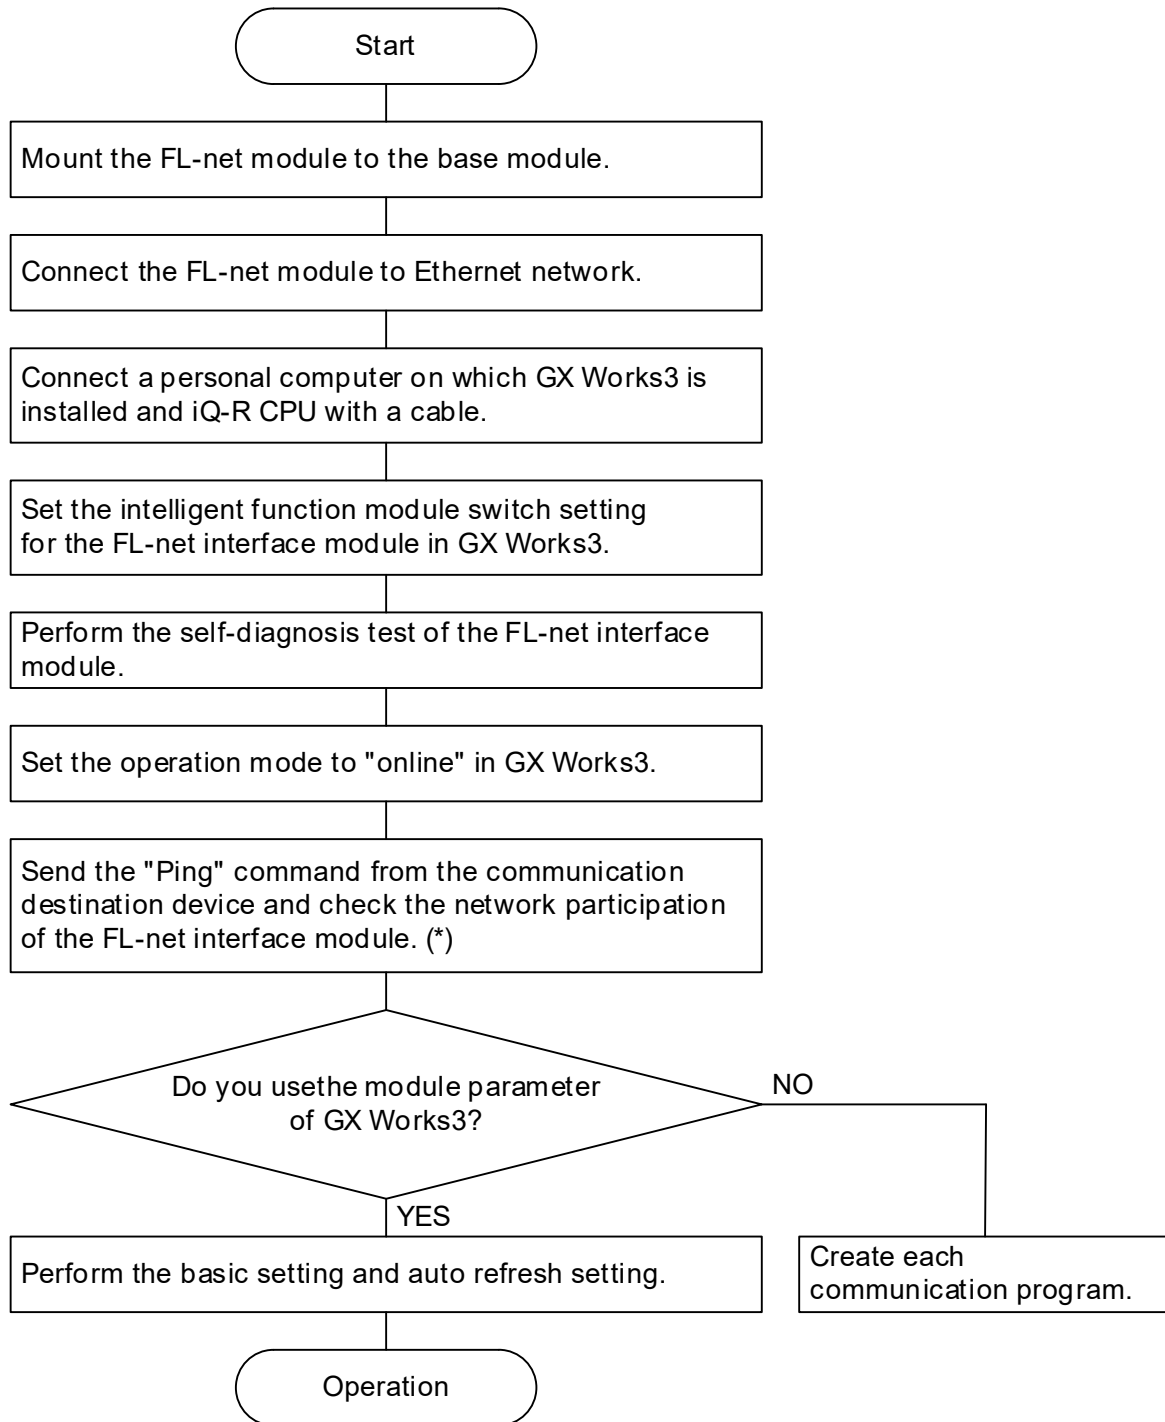 Start
Mount the FL-net module to the base module.
Connect the FL-net module to Ethernet network.
Connect a personal computer on which GX Works3 is
installed and iQ-R CPU with a cable.
Set the intelligent function module switch setting
for the FL-net interface module in GX Works3.
Perform the self-diagnosis test of the FL-net interface
module.
Set the operation mode to "online" in GX Works3.
Send the "Ping" command from the communication
destination device and check the network participation
of the FL-net interface module. (*)
Do you usethe module parameter
of GX Works3?
NO
YES
Perform the basic setting and auto refresh setting.
Create each
communication program.
Operation